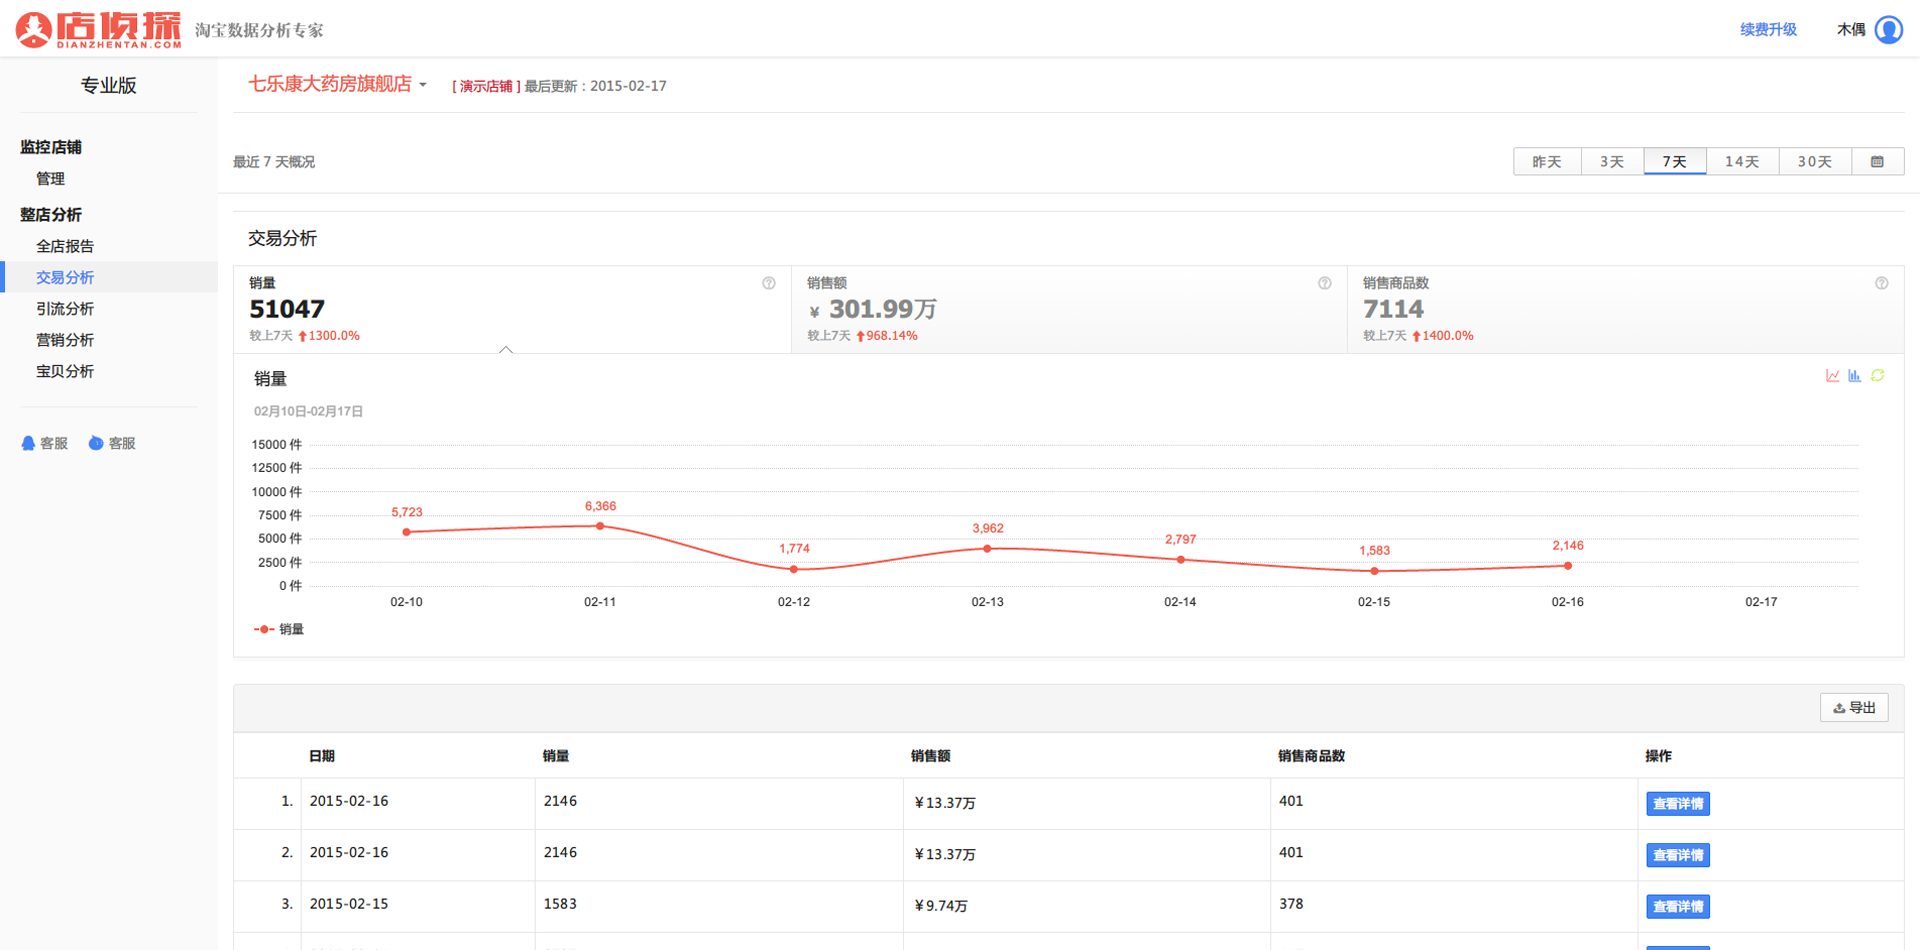 店侦探
DIANZHENTAN.COM
淘宝数据分析专家
续费升级
木偶
专业版
七乐康大药房旗舰店
[ 演示店铺 ] 最后更新：2015-02-17
监控店铺
管理
整店分析
全店报告
交易分析
引流分析
营销分析
宝贝分析
客服
客服
最近 7 天概况
昨天
3天
7天
14天
30天
交易分析
销量
51047
较上7天 1300.0%
销售额
¥ 301.99万
较上7天 968.14%
销售商品数
7114
较上7天 1400.0%
销量
02月10日-02月17日
15000 件
12500 件
10000 件
7500 件
5000 件
2500 件
0 件
5,723
6,366
1,774
3,962
2,797
1,583
2,146
02-10
02-11
02-12
02-13
02-14
02-15
02-16
02-17
销量
导出
日期 销量 销售额 销售商品数 操作
1. 2015-02-16 2146 ¥13.37万 401 查看详情
2. 2015-02-16 2146 ¥13.37万 401 查看详情
3. 2015-02-15 1583 ¥9.74万 378 查看详情